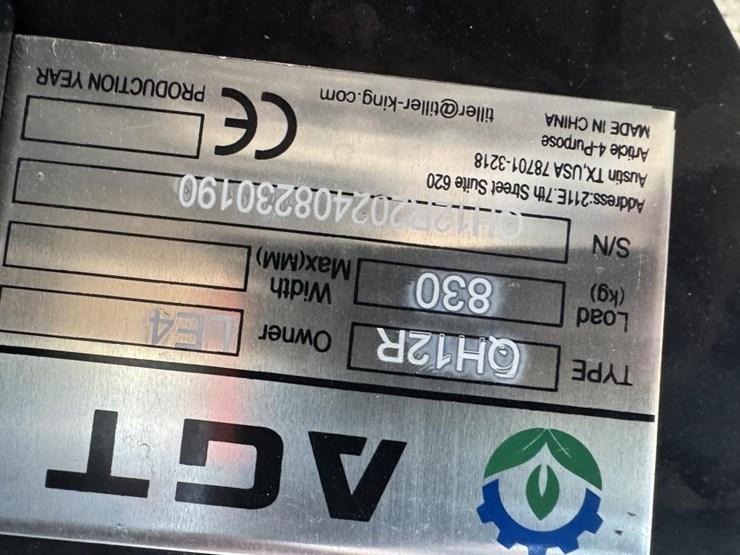 AGT
TYPE QH12R Owner LE4
Load (kg) 830 Width Max(MM)
S/N QH12R202408230190
Address:211E.7th Street Suite 620
Austin TX,USA 78701-3218
Article 4-Purpose
MADE IN CHINA
tiller@tiller-king.com
CE
PRODUCTION YEAR